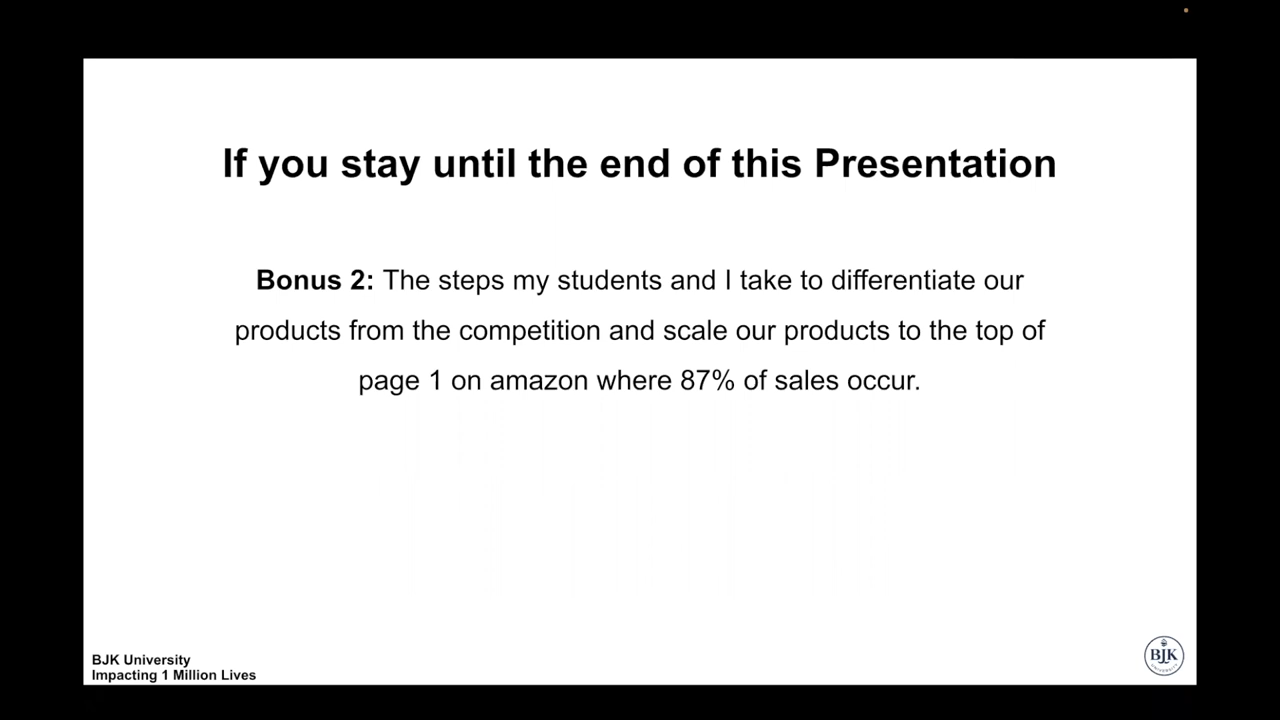 If you stay until the end of this Presentation
Bonus 2: The steps my students and I take to differentiate our
products from the competition and scale our products to the top of
page 1 on amazon where 87% of sales occur.
BJK University
Impacting 1 Million Lives
BJK
UNIVERSITY